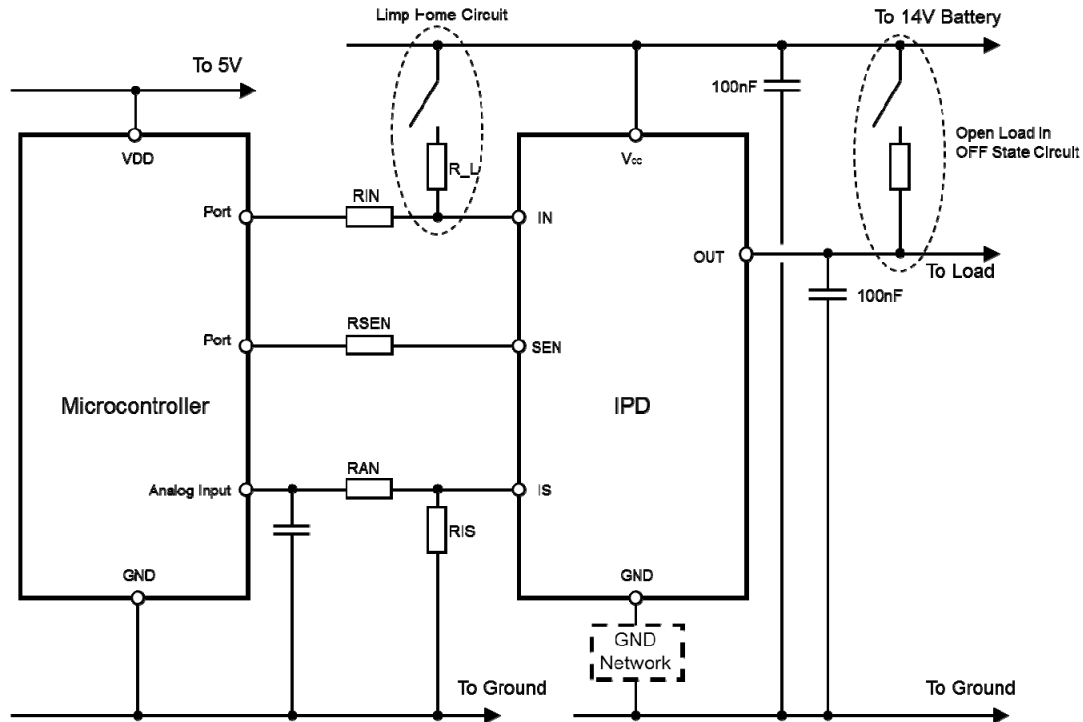 Limp Home Circuit
To 14V Battery
To 5V
100nF
Open Load in
OFF State Circuit
VDD
Vcc
R_L
Port
RIN
IN
OUT
To Load
100nF
Port
RSEN
SEN
Microcontroller
IPD
RAN
Analog Input
IS
RIS
GND
GND
GND
Network
To Ground
To Ground